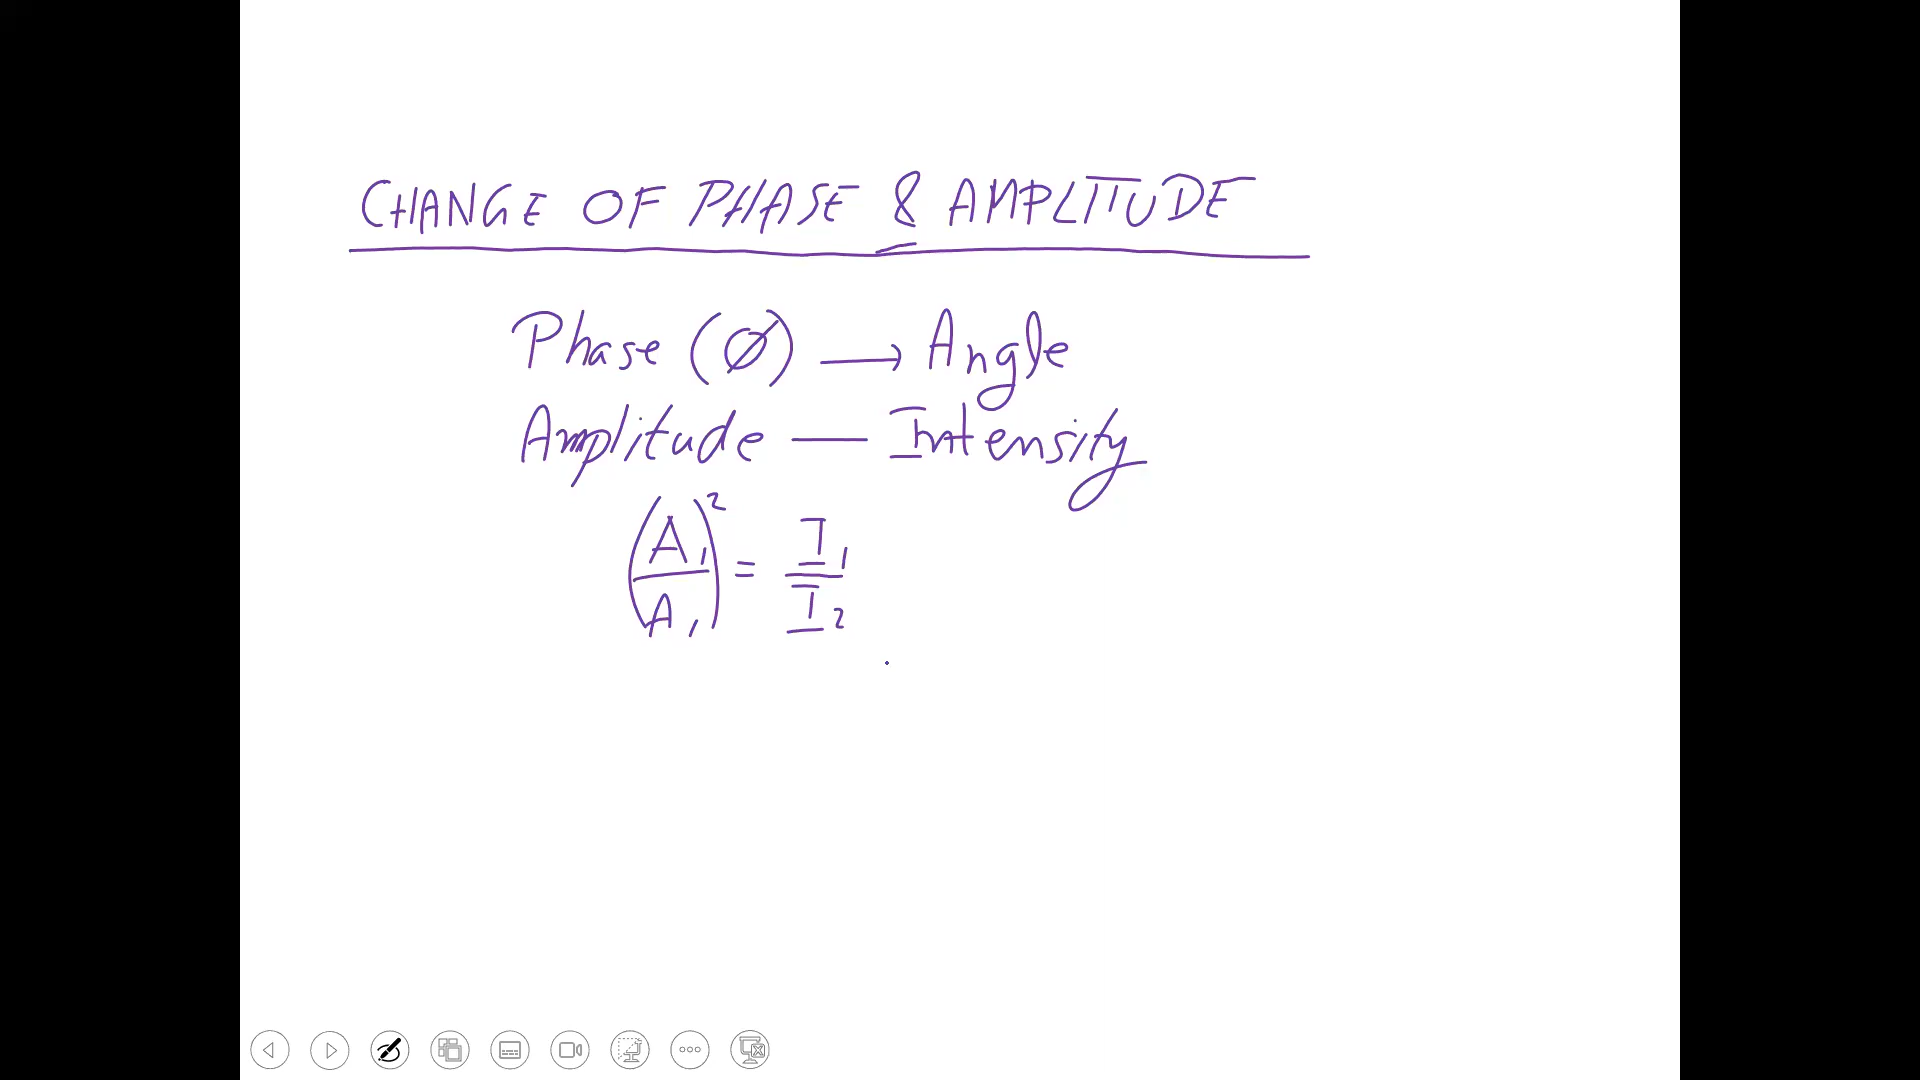 CHANGE OF PHASE & AMPLITUDE
Phase (Ø) → Angle
Amplitude — Intensity
(A₁/A₁)² = I₁/I₂